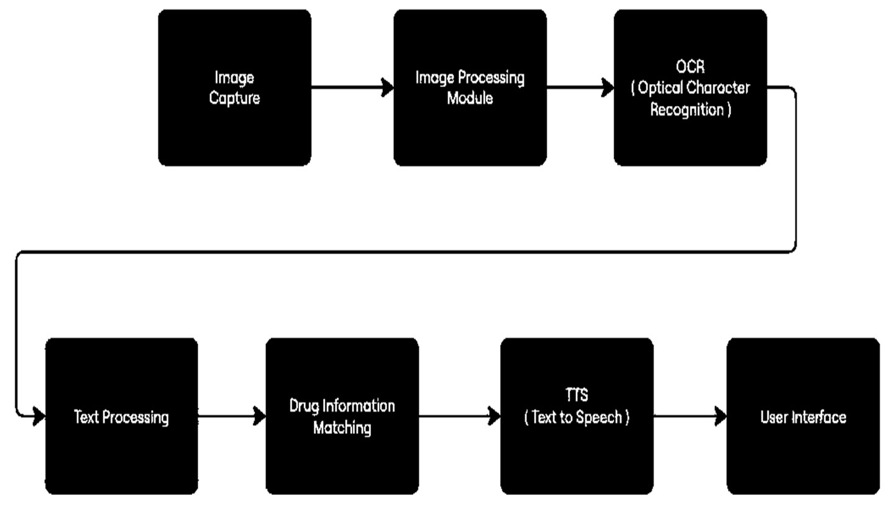 Image
Capture
Image Processing
Module
OCR
( Optical Character
Recognition )
Text Processing
Drug Information
Matching
TTS
( Text to Speech )
User Interface